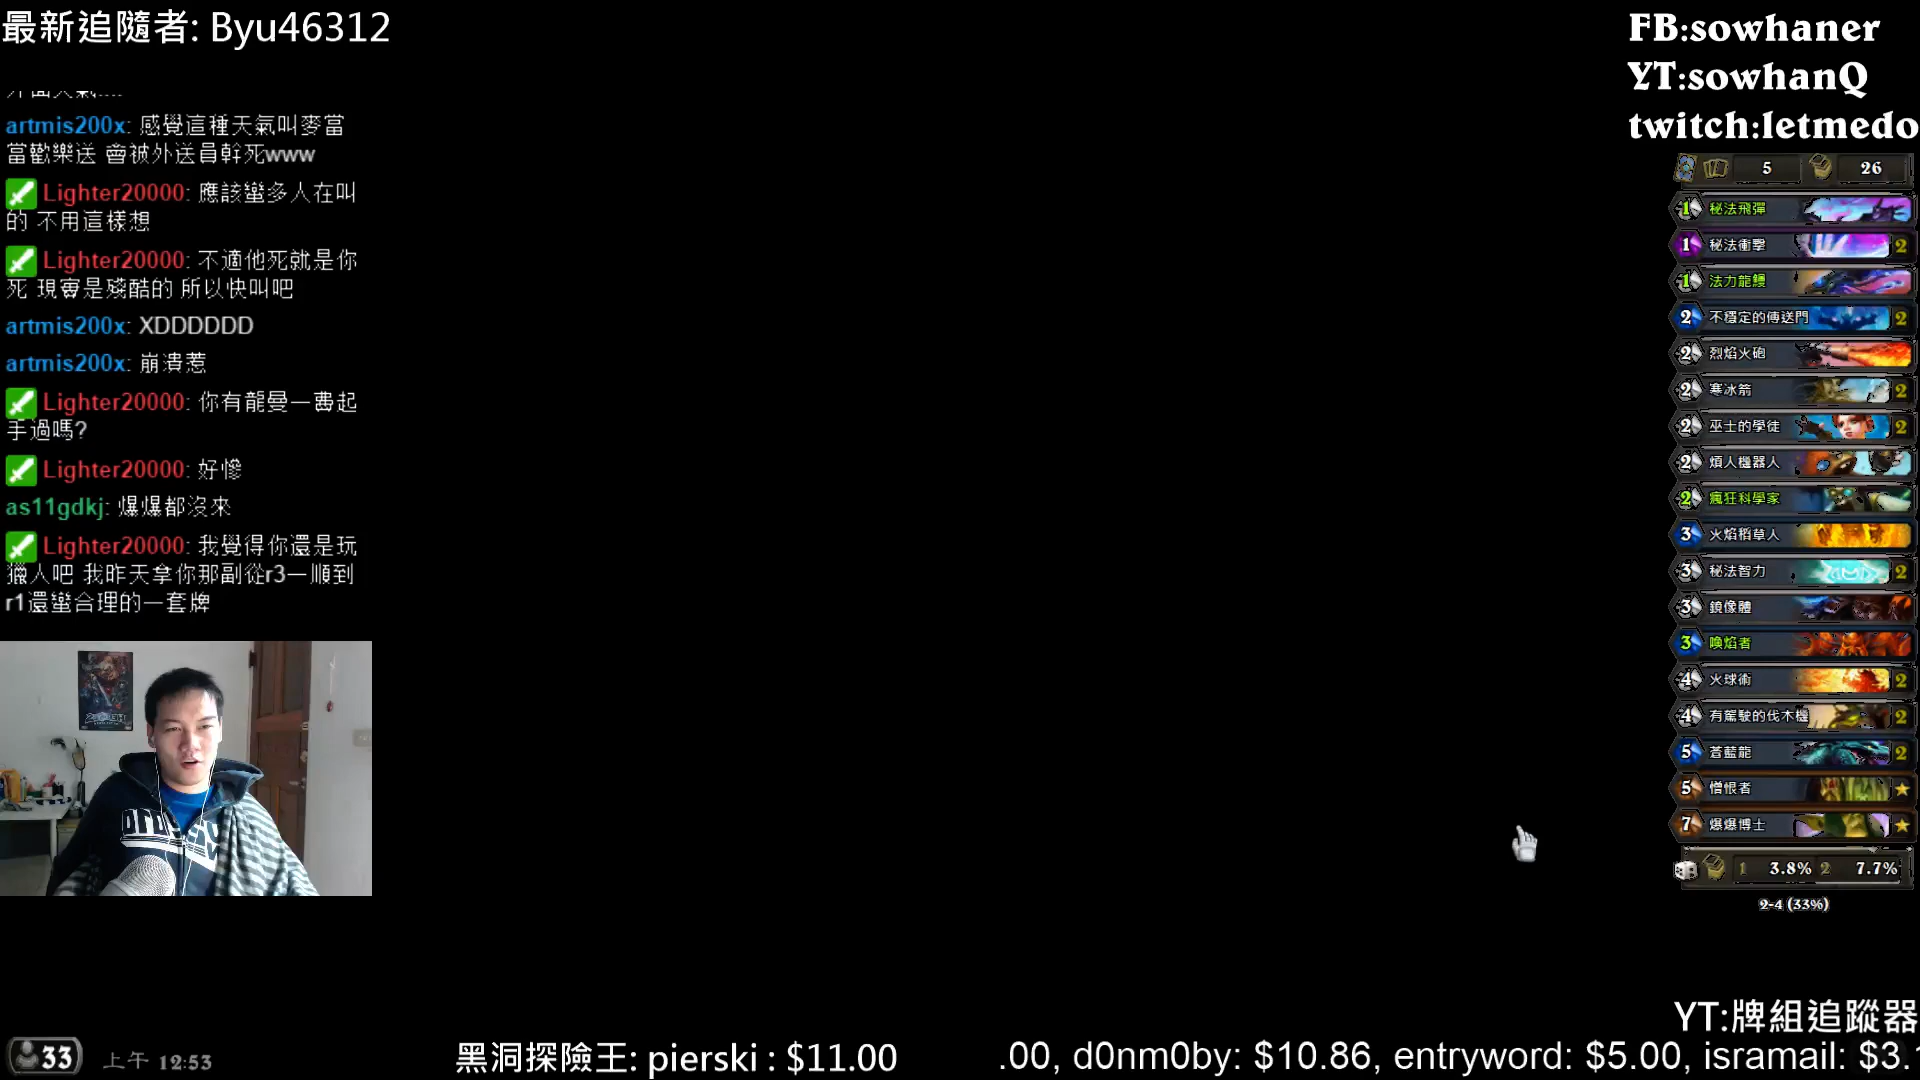 最新追隨者: Byu46312
FB:sowhaner
YT:sowhanQ
twitch:letmedo
artmis200x: 感覺這種天氣叫麥當
當歡樂送 會被外送員幹死www
Lighter20000: 應該蠻多人在叫
的 不用這樣想
Lighter20000: 不適他死就是你
死 現實是殘酷的 所以快叫吧
artmis200x: XDDDDDD
artmis200x: 崩潰惹
Lighter20000: 你有龍曼一費起
手過嗎?
Lighter20000: 好慘
as11gdkj: 爆爆都沒來
Lighter20000: 我覺得你還是玩
獵人吧 我昨天拿你那副從r3一順到
r1還蠻合理的一套牌
5 26
1 秘法飛彈
1 秘法衝擊 2
1 法力龍鰻
2 不穩定的傳送門 2
2 烈焰火砲
2 寒冰箭 2
2 巫士的學徒 2
2 煩人機器人
2 瘋狂科學家
3 火焰稻草人
3 秘法智力 2
3 鏡像體
3 喚焰者
4 火球術 2
4 有駕駛的伐木機 2
5 蒼藍龍 2
5 憎恨者
7 爆爆博士
1 3.8% 2 7.7%
2-4 (33%)
YT:牌組追蹤器
33 上午 12:53
黑洞探險王: pierski : $11.00
.00, d0nm0by: $10.86, entryword: $5.00, isramail: $3.